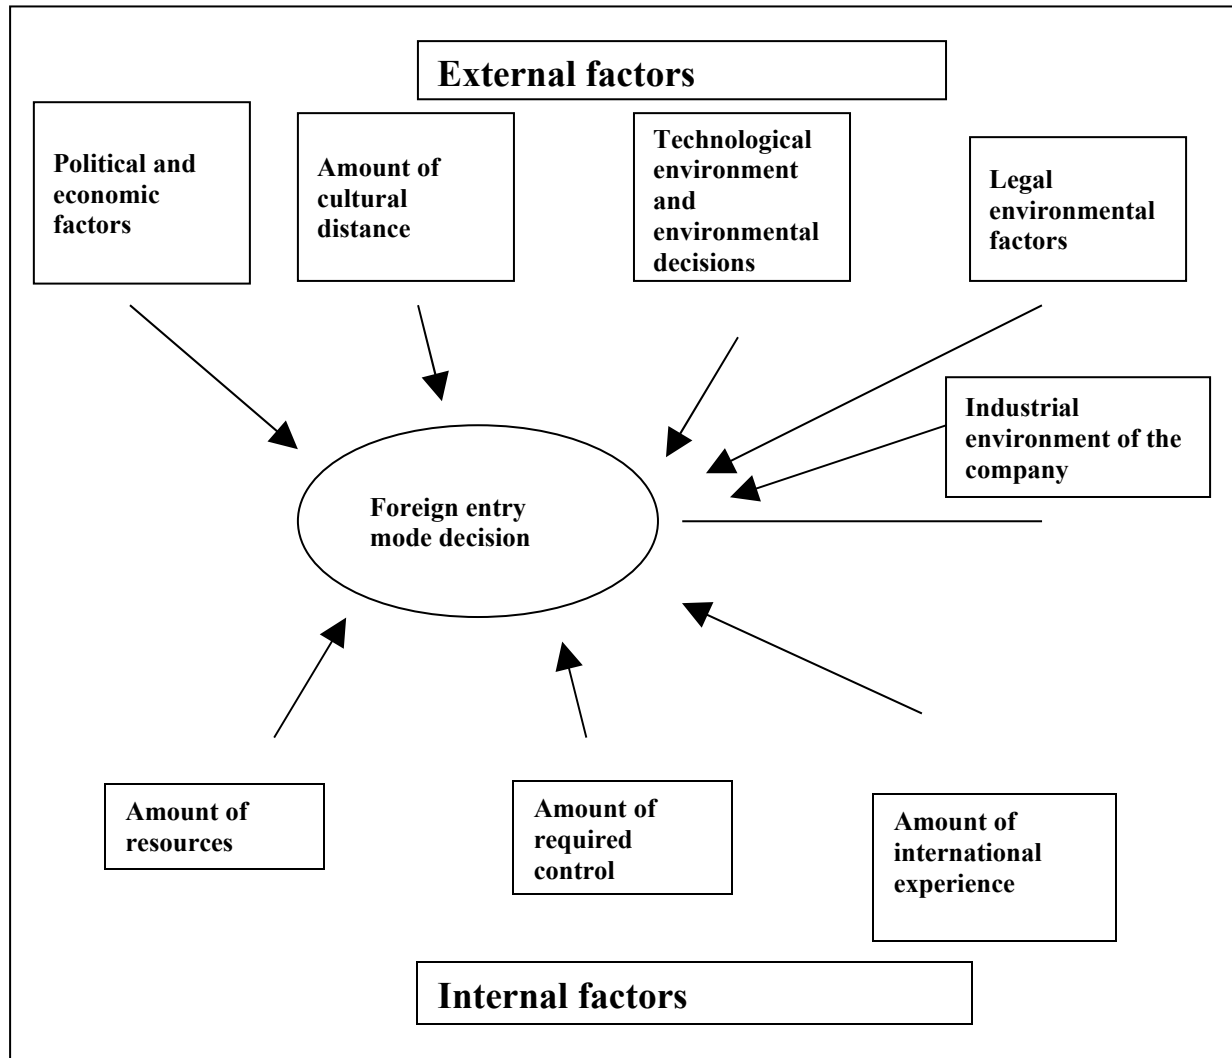 External factors
Political and
economic
factors
Amount of
cultural
distance
Technological
environment
and
environmental
decisions
Legal
environmental
factors
Industrial
environment of the
company
Foreign entry
mode decision
Amount of
resources
Amount of
required
control
Amount of
international
experience
Internal factors